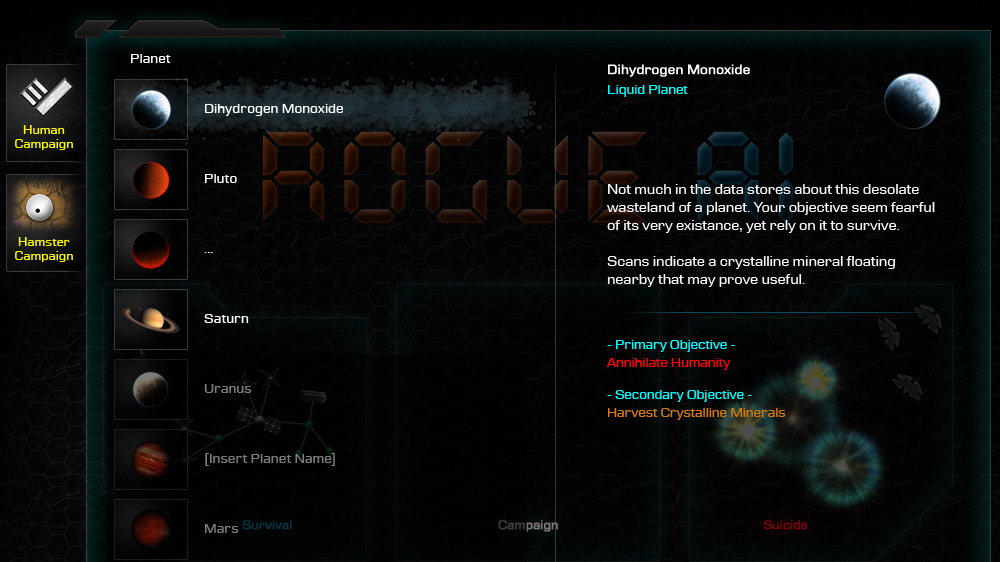 Planet
Human
Campaign
Hamster
Campaign
Dihydrogen Monoxide
Pluto
...
Saturn
Uranus
[Insert Planet Name]
Mars
ROGUE AI
Survival
Campaign
Suicide
Dihydrogen Monoxide
Liquid Planet
Not much in the data stores about this desolate
wasteland of a planet. Your objective seem fearful
of its very existance, yet rely on it to survive.
Scans indicate a crystalline mineral floating
nearby that may prove useful.
- Primary Objective -
Annihilate Humanity
- Secondary Objective -
Harvest Crystalline Minerals